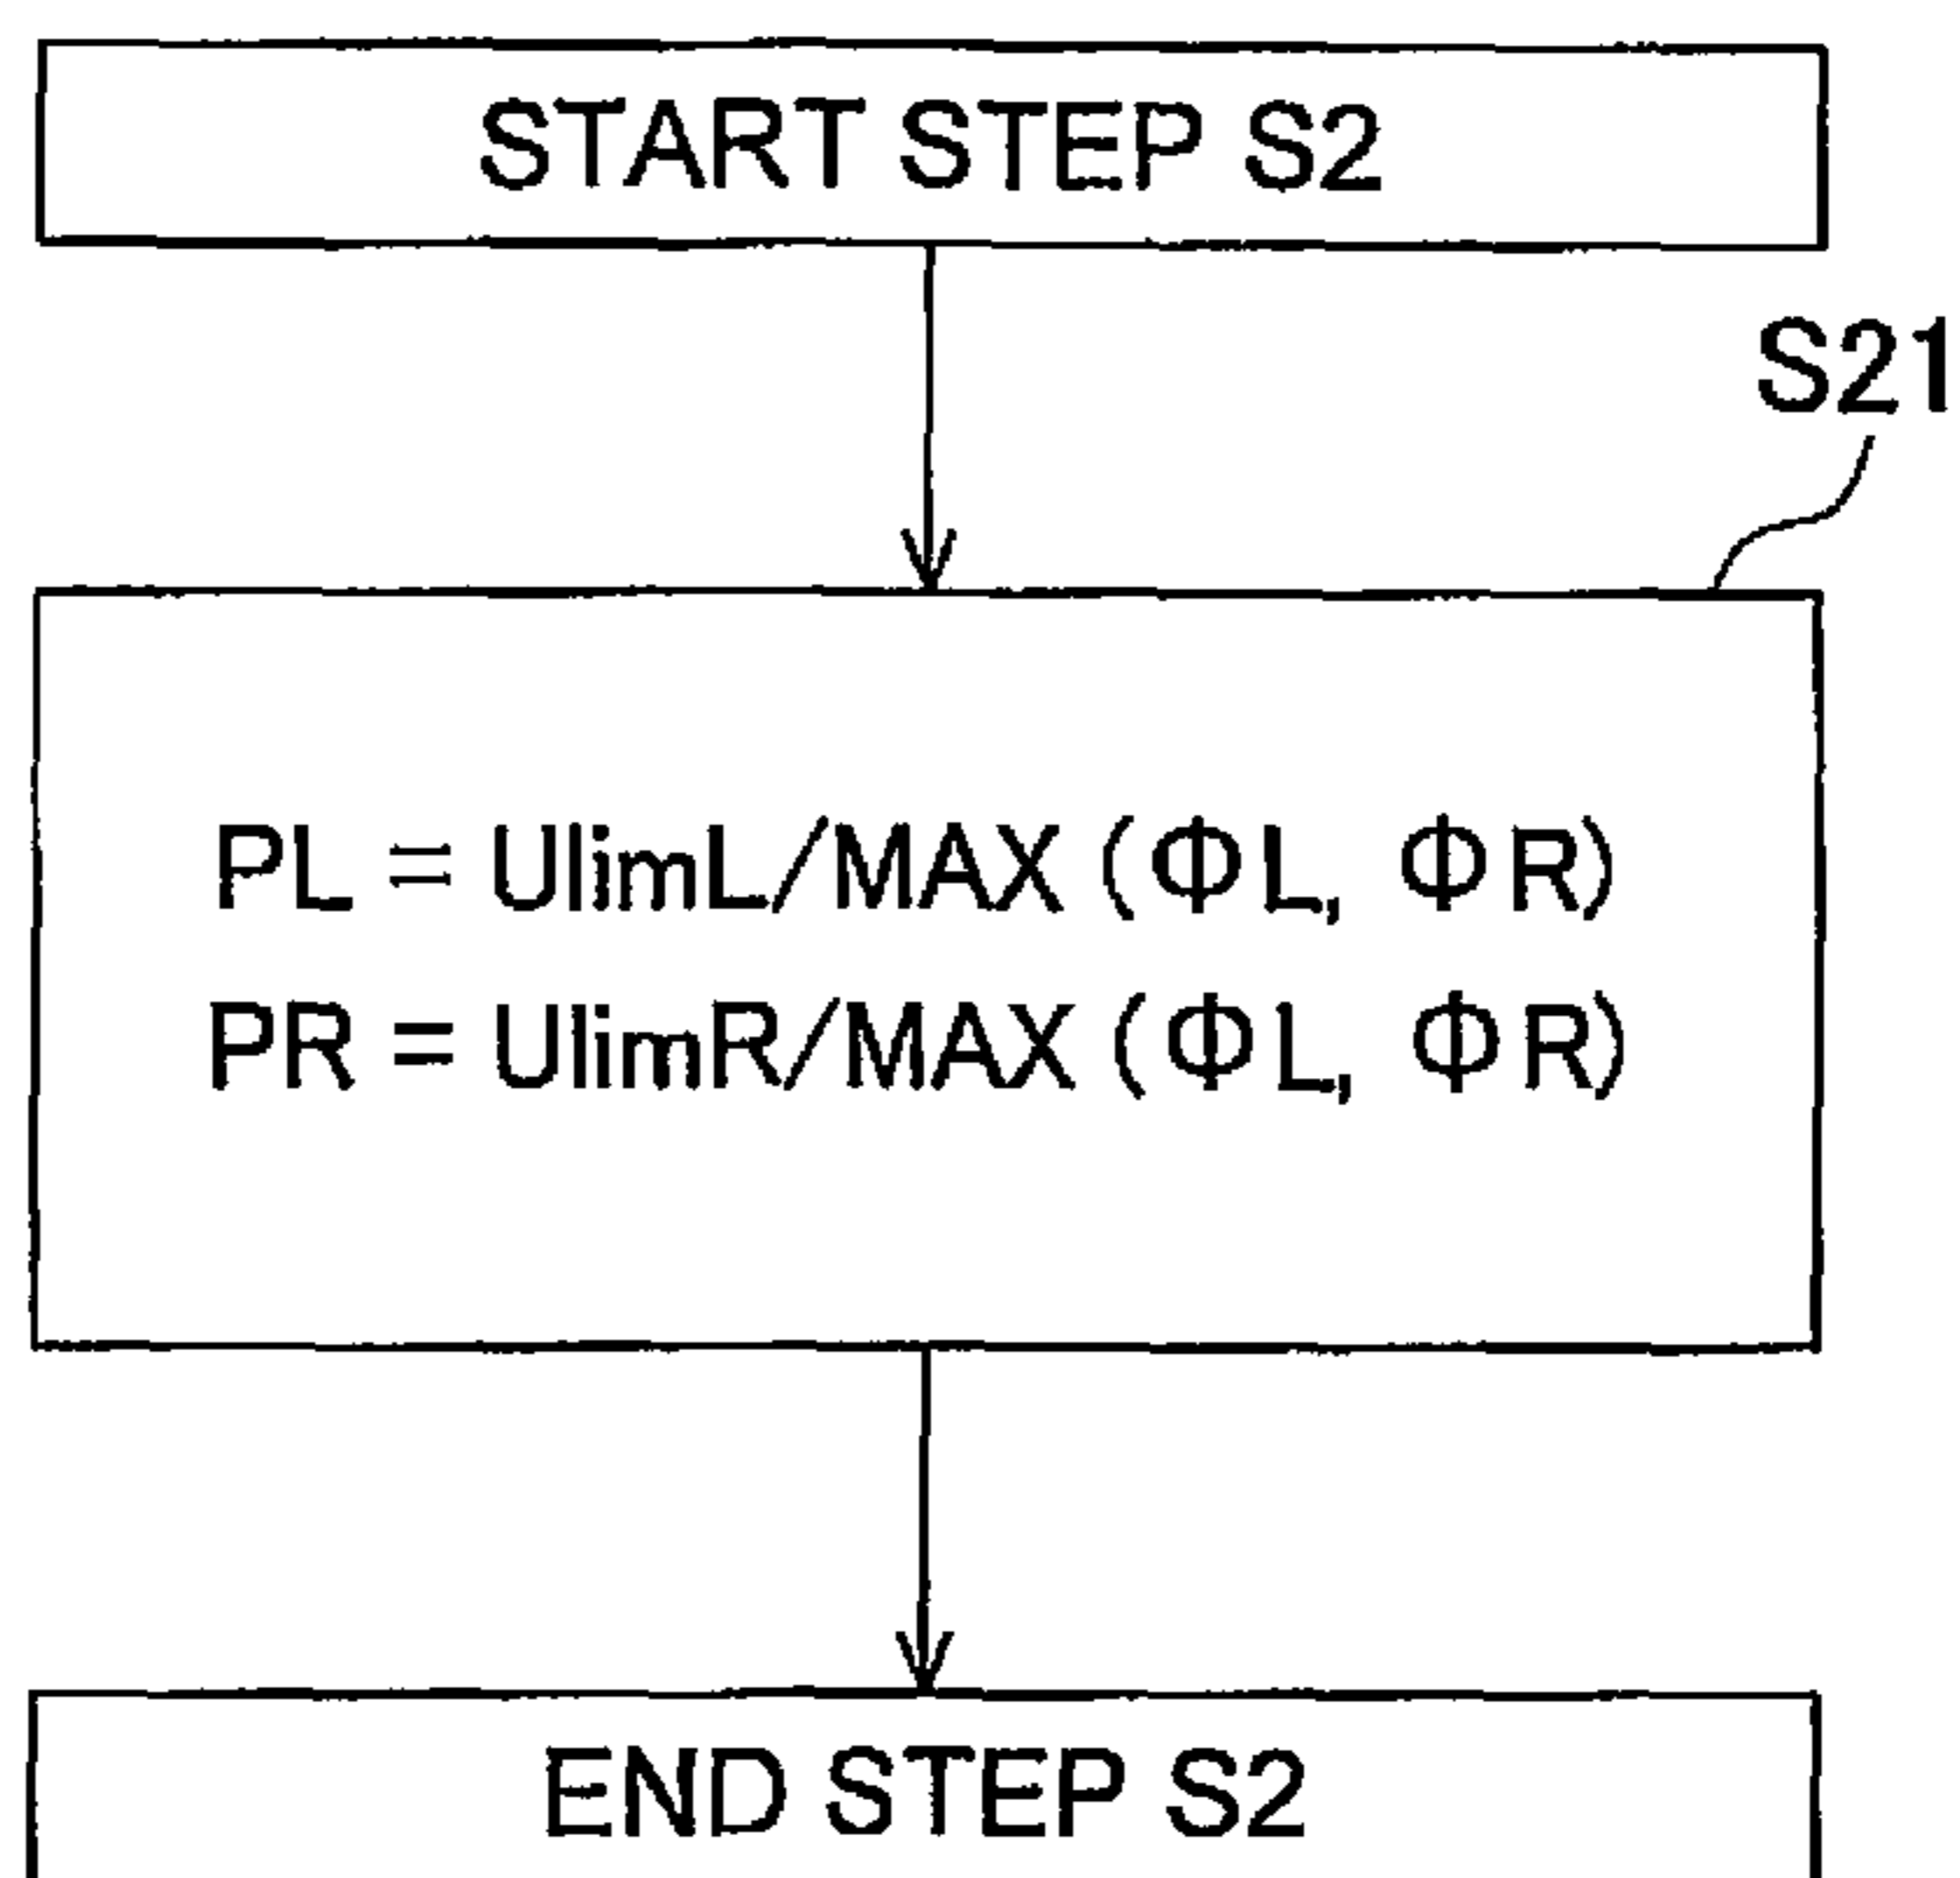 START STEP S2
S21
PL = UlimL/MAX (ΦL, ΦR)
PR = UlimR/MAX (ΦL, ΦR)
END STEP S2